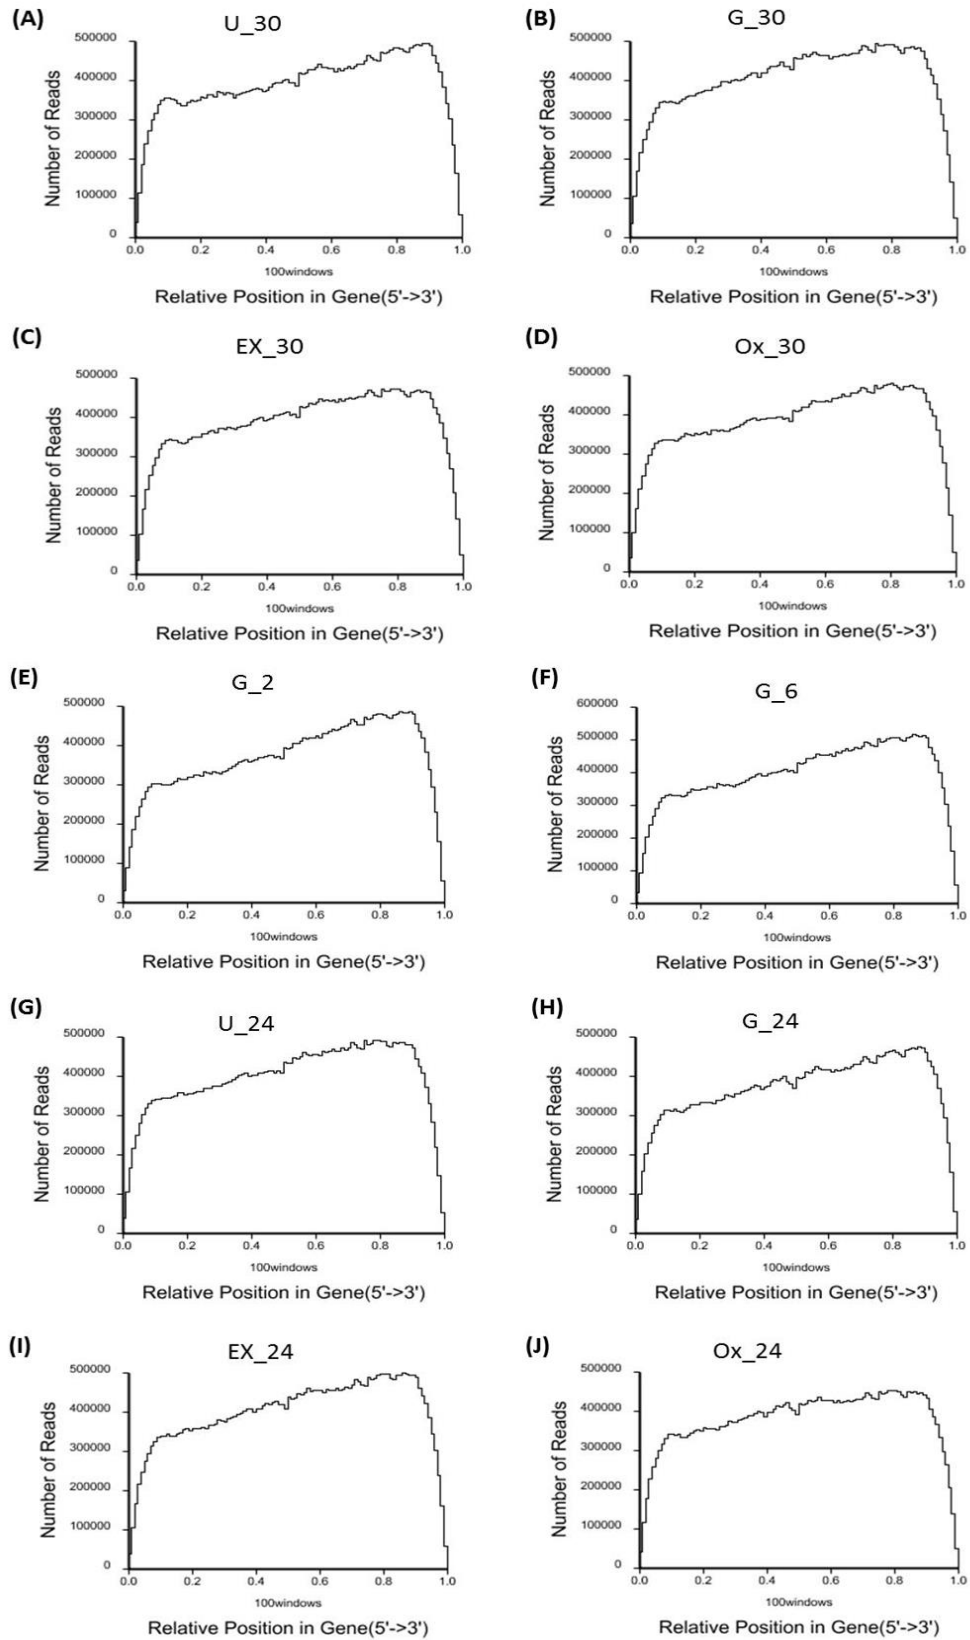 (A)
U_30
500000
400000
300000
200000
100000
0
Number of Reads
0.0 0.2 0.4 0.6 0.8 1.0
100windows
Relative Position in Gene(5'->3')
(B)
G_30
500000
400000
300000
200000
100000
0
Number of Reads
0.0 0.2 0.4 0.6 0.8 1.0
100windows
Relative Position in Gene(5'->3')
(C)
EX_30
500000
400000
300000
200000
100000
0
Number of Reads
0.0 0.2 0.4 0.6 0.8 1.0
100windows
Relative Position in Gene(5'->3')
(D)
Ox_30
500000
400000
300000
200000
100000
0
Number of Reads
0.0 0.2 0.4 0.6 0.8 1.0
100windows
Relative Position in Gene(5'->3')
(E)
G_2
500000
400000
300000
200000
100000
0
Number of Reads
0.0 0.2 0.4 0.6 0.8 1.0
100windows
Relative Position in Gene(5'->3')
(F)
G_6
600000
500000
400000
300000
200000
100000
0
Number of Reads
0.0 0.2 0.4 0.6 0.8 1.0
100windows
Relative Position in Gene(5'->3')
(G)
U_24
500000
400000
300000
200000
100000
0
Number of Reads
0.0 0.2 0.4 0.6 0.8 1.0
100windows
Relative Position in Gene(5'->3')
(H)
G_24
500000
400000
300000
200000
100000
0
Number of Reads
0.0 0.2 0.4 0.6 0.8 1.0
100windows
Relative Position in Gene(5'->3')
(I)
EX_24
500000
400000
300000
200000
100000
0
Number of Reads
0.0 0.2 0.4 0.6 0.8 1.0
100windows
Relative Position in Gene(5'->3')
(J)
Ox_24
500000
400000
300000
200000
100000
0
Number of Reads
0.0 0.2 0.4 0.6 0.8 1.0
100windows
Relative Position in Gene(5'->3')